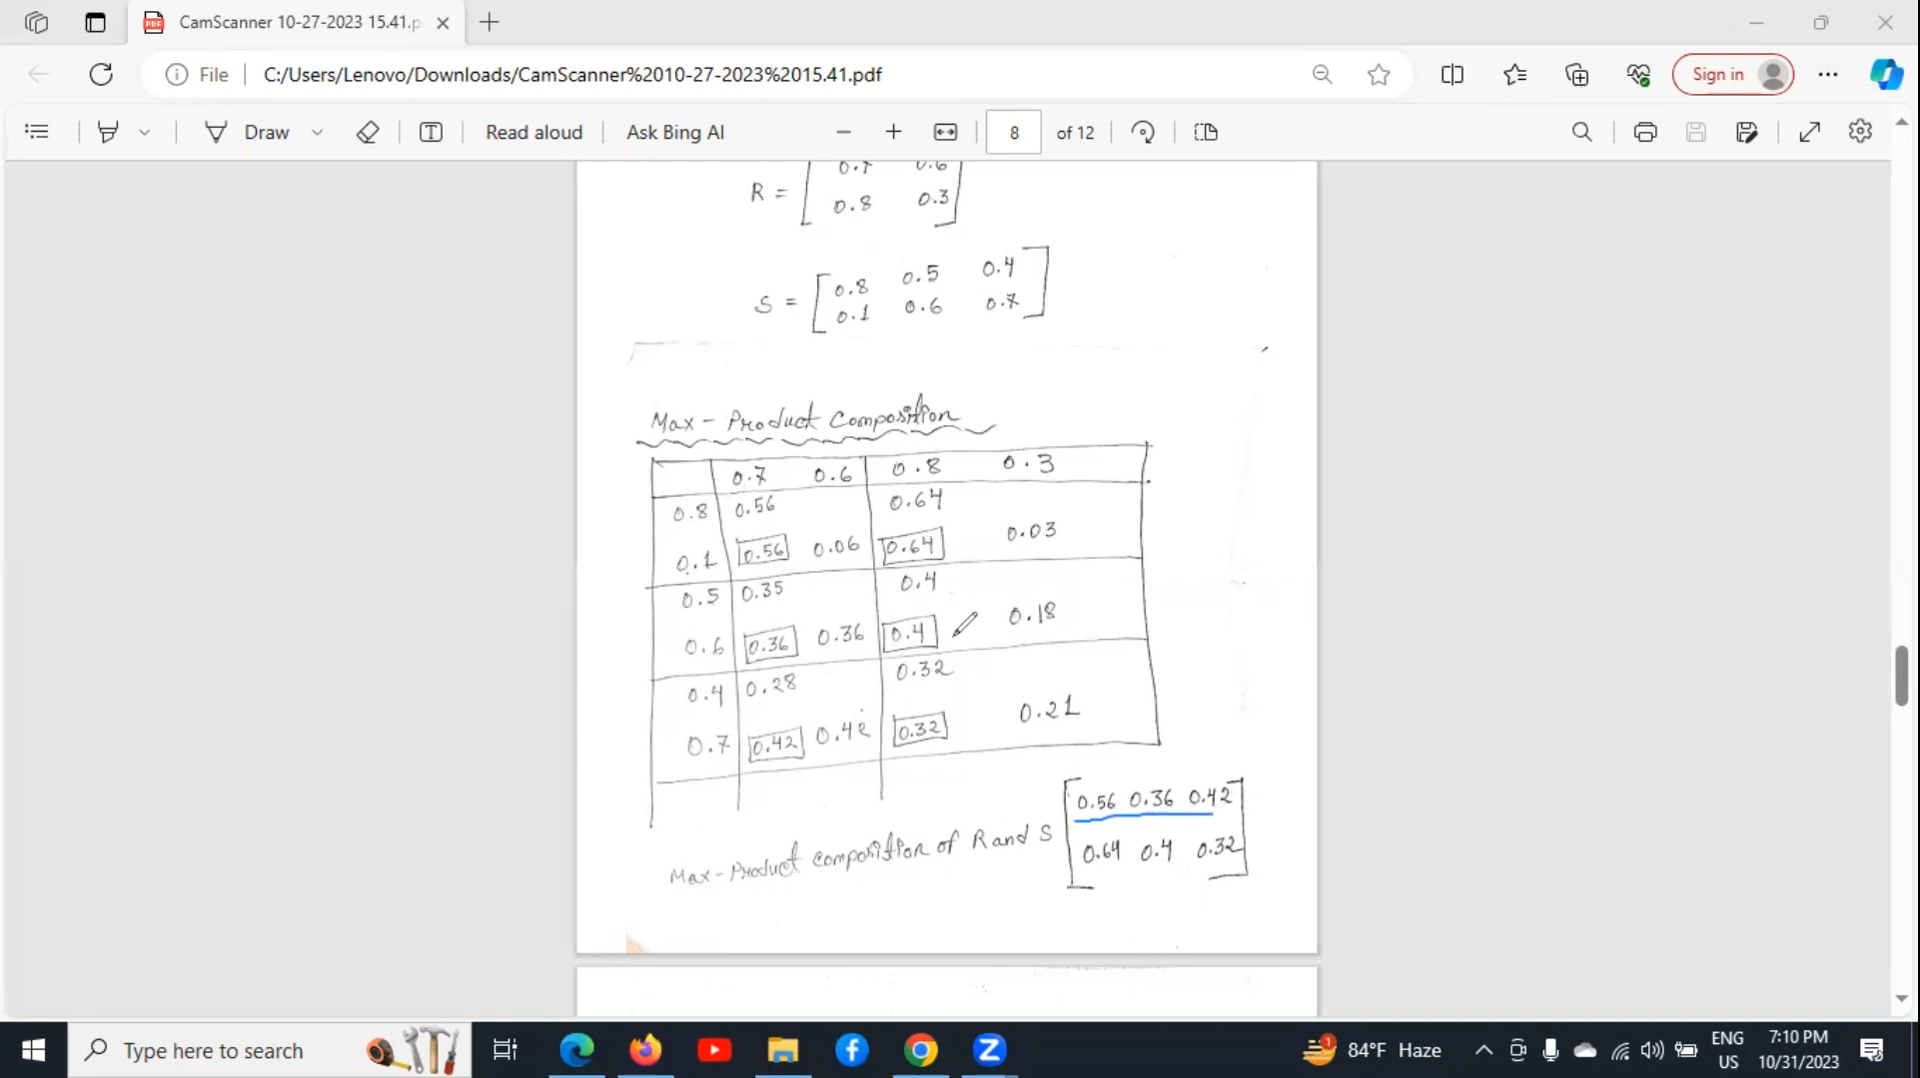 CamScanner 10-27-2023 15.41.p
File
C:/Users/Lenovo/Downloads/CamScanner%2010-27-2023%2015.41.pdf
Sign in
Draw
Read aloud
Ask Bing AI
8 of 12
0.7 0.6
R = 0.8 0.3
0.8 0.5 0.4
S = 0.1 0.6 0.7
Max - Product Composition
0.7 0.6 0.8 0.3
0.8 0.56 0.64
0.1 0.56 0.06 0.64 0.03
0.5 0.35 0.4
0.6 0.36 0.36 0.4 0.18
0.4 0.28 0.32
0.7 0.42 0.42 0.32 0.21
0.56 0.36 0.42
Max-Product composition of R and S
0.64 0.4 0.32
Type here to search
1
84°F Haze
ENG
US
7:10 PM
10/31/2023